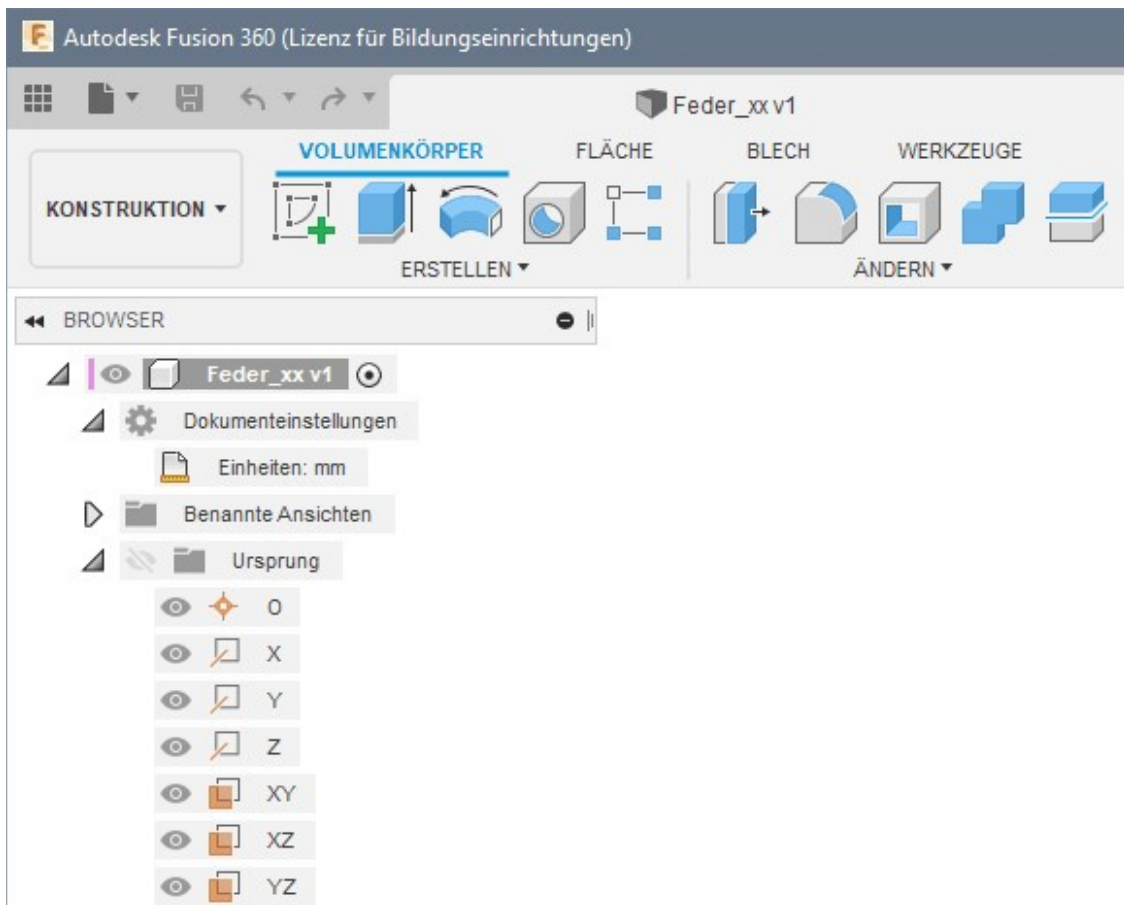 Autodesk Fusion 360 (Lizenz für Bildungseinrichtungen)
Feder_xx v1
VOLUMENKÖRPER FLÄCHE BLECH WERKZEUGE
KONSTRUKTION
ERSTELLEN ÄNDERN
BROWSER
Feder_xx v1
Dokumenteinstellungen
Einheiten: mm
Benannte Ansichten
Ursprung
O
X
Y
Z
XY
XZ
YZ